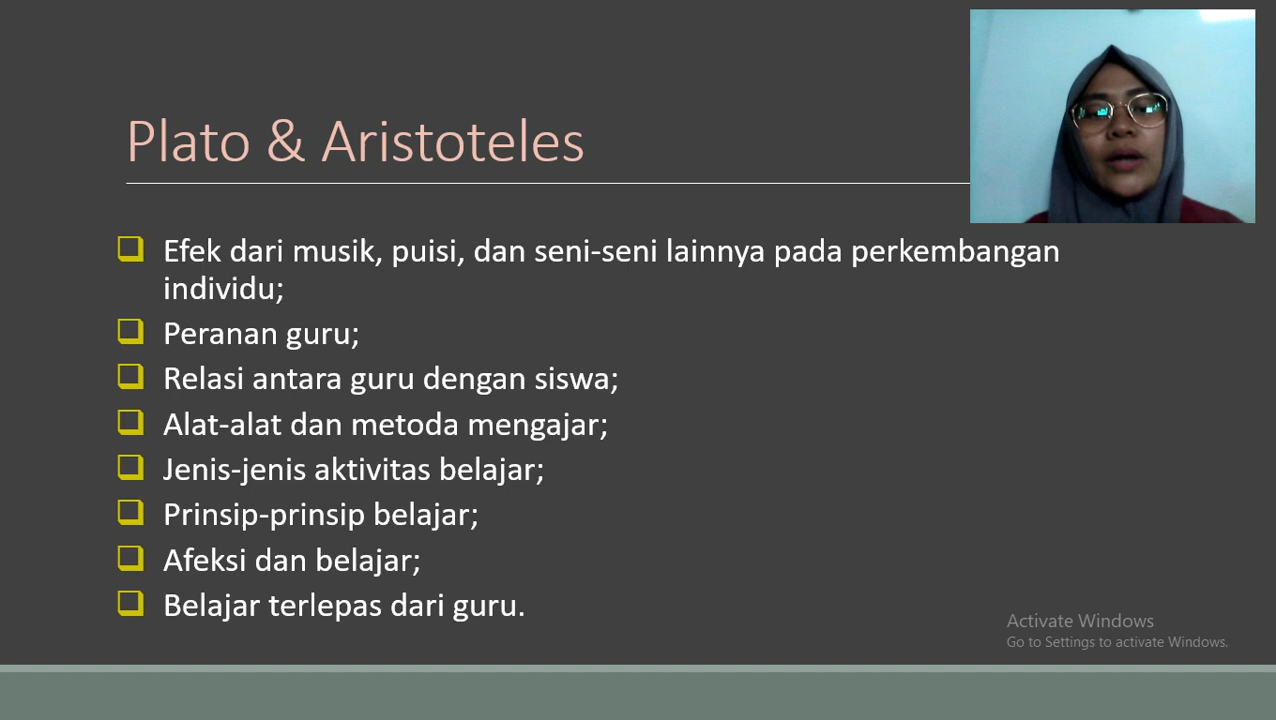 Plato & Aristoteles
Efek dari musik, puisi, dan seni-seni lainnya pada perkembangan
individu;
Peranan guru;
Relasi antara guru dengan siswa;
Alat-alat dan metoda mengajar;
Jenis-jenis aktivitas belajar;
Prinsip-prinsip belajar;
Afeksi dan belajar;
Belajar terlepas dari guru.
Activate Windows
Go to Settings to activate Windows.